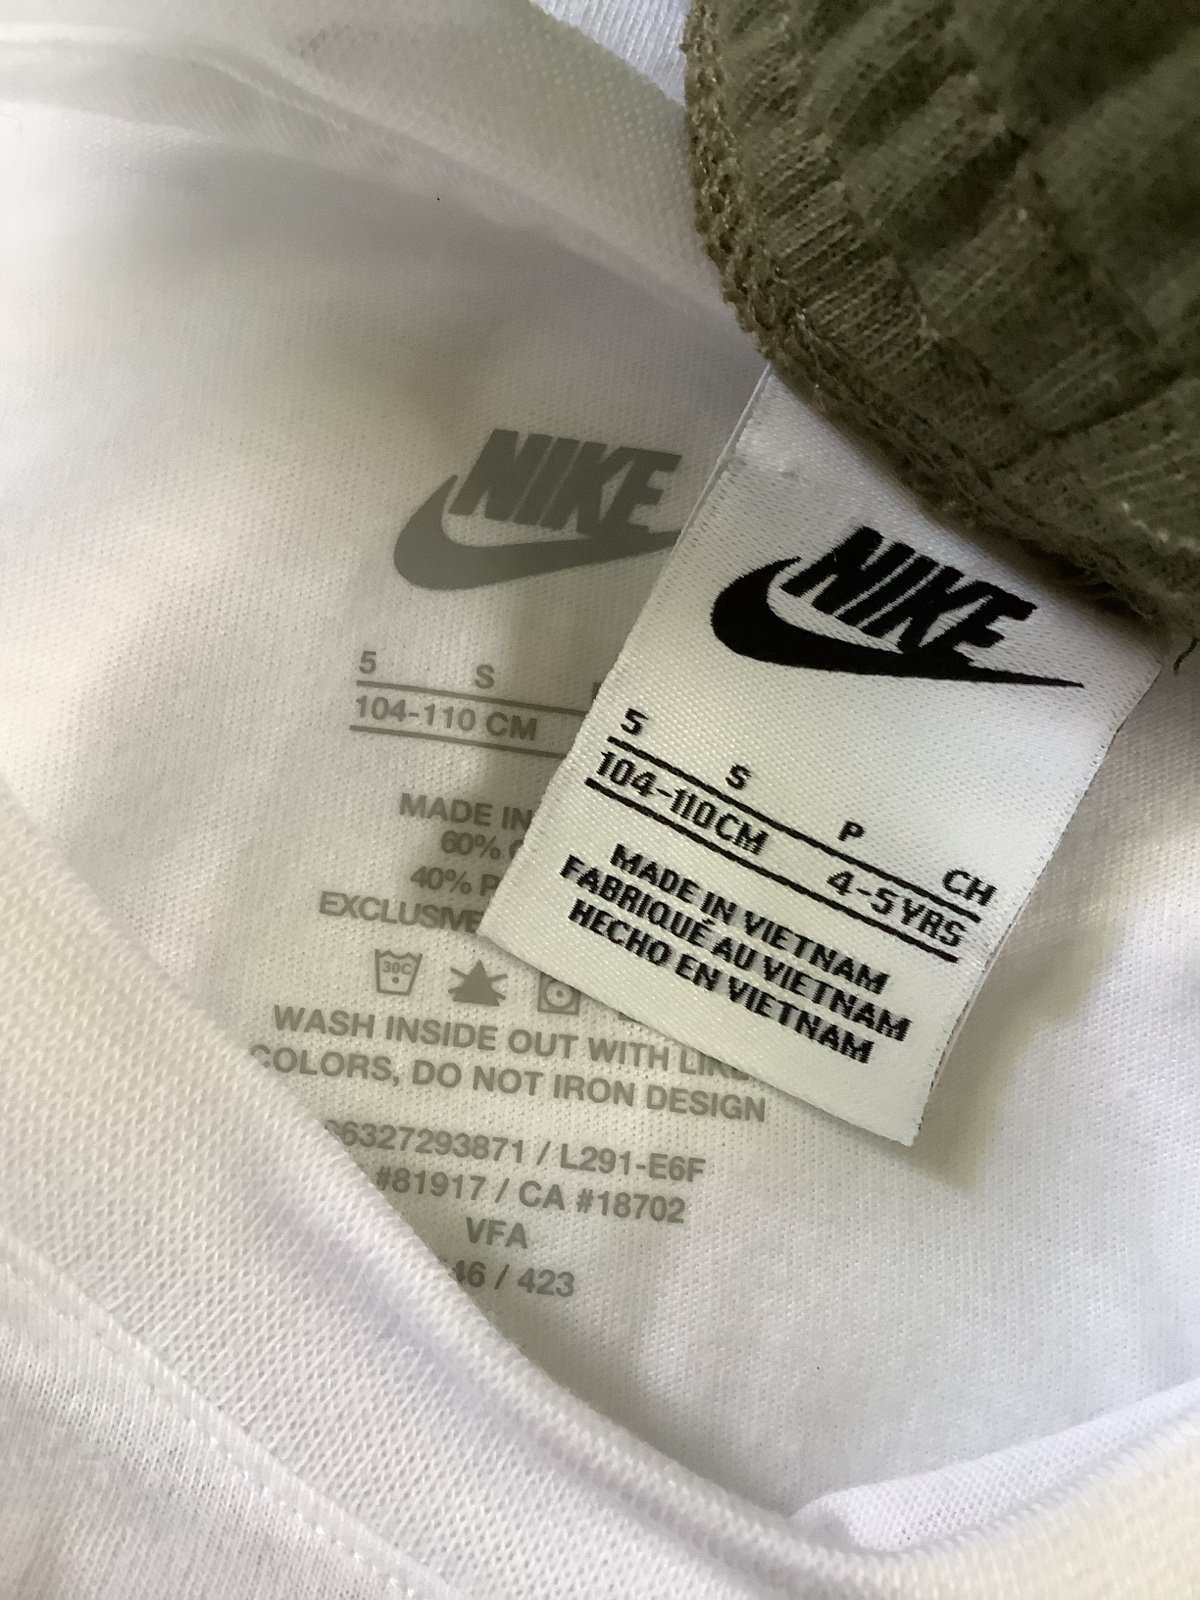 NIKE
5 S
104-110 CM
MADE IN
60%
40% P
EXCLUSIVE
30C
WASH INSIDE OUT WITH LIKE
COLORS, DO NOT IRON DESIGN
6327293871 / L291-E6F
#81917 / CA #18702
VFA
46 / 423
NIKE
5 S P CH
104-110CM 4-5YRS
MADE IN VIETNAM
FABRIQUÉ AU VIETNAM
HECHO EN VIETNAM